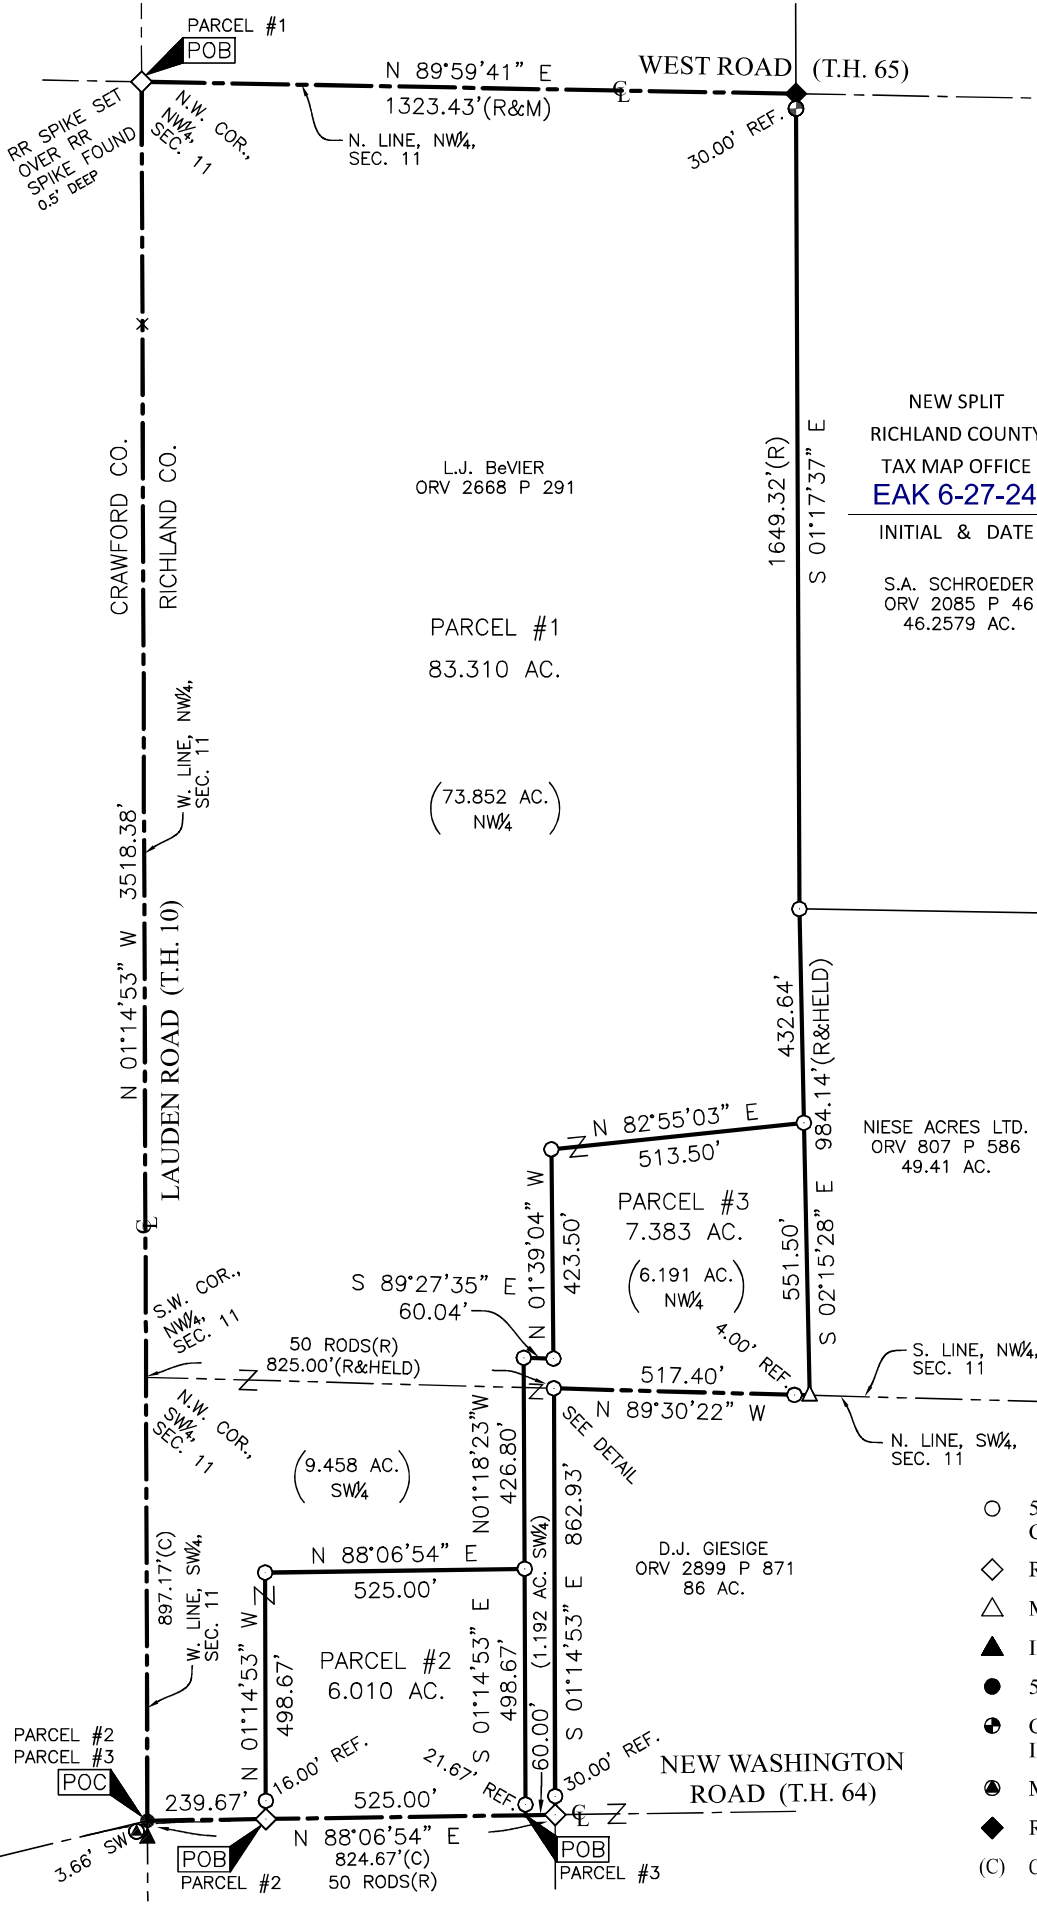 PARCEL #1
POB
N 89°59'41" E
1323.43'(R&M)
WEST ROAD (T.H. 65)
℄
RR SPIKE SET
OVER RR
SPIKE FOUND
0.5' DEEP
N.W. COR.,
NW¼,
SEC. 11
N. LINE, NW¼,
SEC. 11
30.00' REF.
CRAWFORD CO.
RICHLAND CO.
L.J. BeVIER
ORV 2668 P 291
1649.32'(R)
S 01°17'37" E
NEW SPLIT
RICHLAND COUNTY
TAX MAP OFFICE
EAK 6-27-24
INITIAL & DATE
S.A. SCHROEDER
ORV 2085 P 46
46.2579 AC.
PARCEL #1
83.310 AC.
(73.852 AC.
NW¼)
W. LINE, NW¼,
SEC. 11
N 01°14'53" W 3518.38'
LAUDEN ROAD (T.H. 10)
℄
432.64'
984.14'(R&HELD)
S 02°15'28" E
551.50'
NIESE ACRES LTD.
ORV 807 P 586
49.41 AC.
N 82°55'03" E
513.50'
PARCEL #3
7.383 AC.
(6.191 AC.
NW¼)
N 01°39'04" W
423.50'
S 89°27'35" E
60.04'
4.00' REF.
S.W. COR.,
NW¼,
SEC. 11
50 RODS(R)
825.00'(R&HELD)
517.40'
N 89°30'22" W
S. LINE, NW¼,
SEC. 11
N. LINE, SW¼,
SEC. 11
N.W. COR.,
SW¼,
SEC. 11
SEE DETAIL
(9.458 AC.
SW¼)
N01°18'23"W
426.80'
862.93'
S 01°14'53" E
(1.192 AC. SW¼)
60.00'
D.J. GIESIGE
ORV 2899 P 871
86 AC.
897.17'(C)
W. LINE, SW¼,
SEC. 11
N 88°06'54" E
525.00'
N 01°14'53" W
498.67'
PARCEL #2
6.010 AC.
S 01°14'53" E
498.67'
16.00' REF.
21.67' REF.
30.00' REF.
PARCEL #2
PARCEL #3
POC
239.67'
525.00'
N 88°06'54" E
824.67'(C)
50 RODS(R)
3.66' SW
POB
PARCEL #2
POB
PARCEL #3
NEW WASHINGTON
ROAD (T.H. 64)
℄
(C)